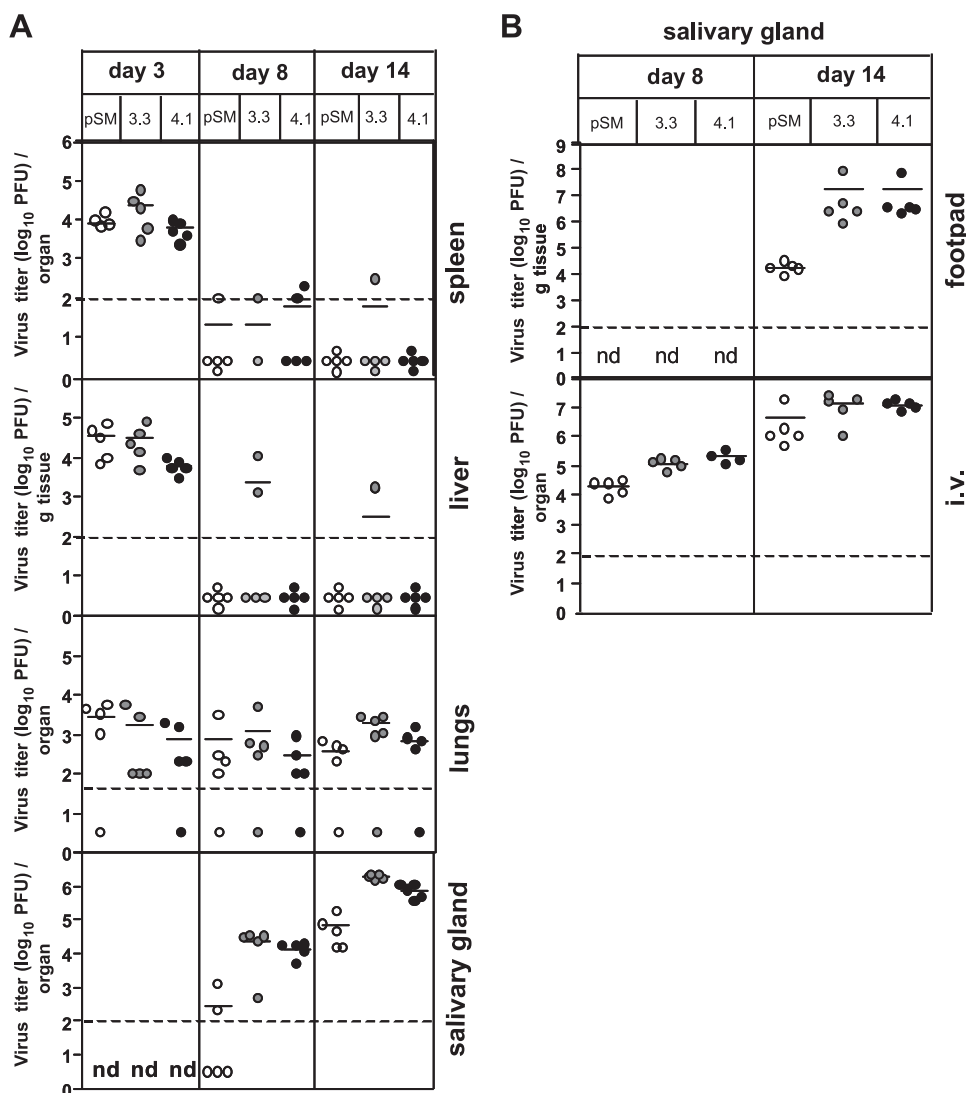 A
day 3 day 8 day 14
pSM 3.3 4.1 pSM 3.3 4.1 pSM 3.3 4.1
Virus titer (log10 PFU) /
organ
6
5
4
3
2
1
0
spleen
Virus titer (log10 PFU) /
g tissue
5
4
3
2
1
0
liver
Virus titer (log10 PFU) /
organ
5
4
3
2
1
0
lungs
Virus titer (log10 PFU) /
organ
6
5
4
3
2
1
0
nd nd nd
salivary gland
B
salivary gland
day 8 day 14
pSM 3.3 4.1 pSM 3.3 4.1
Virus titer (log10 PFU) /
g tissue
9
8
7
6
5
4
3
2
1
0
nd nd nd
footpad
Virus titer (log10 PFU) /
organ
7
6
5
4
3
2
1
0
i.v.